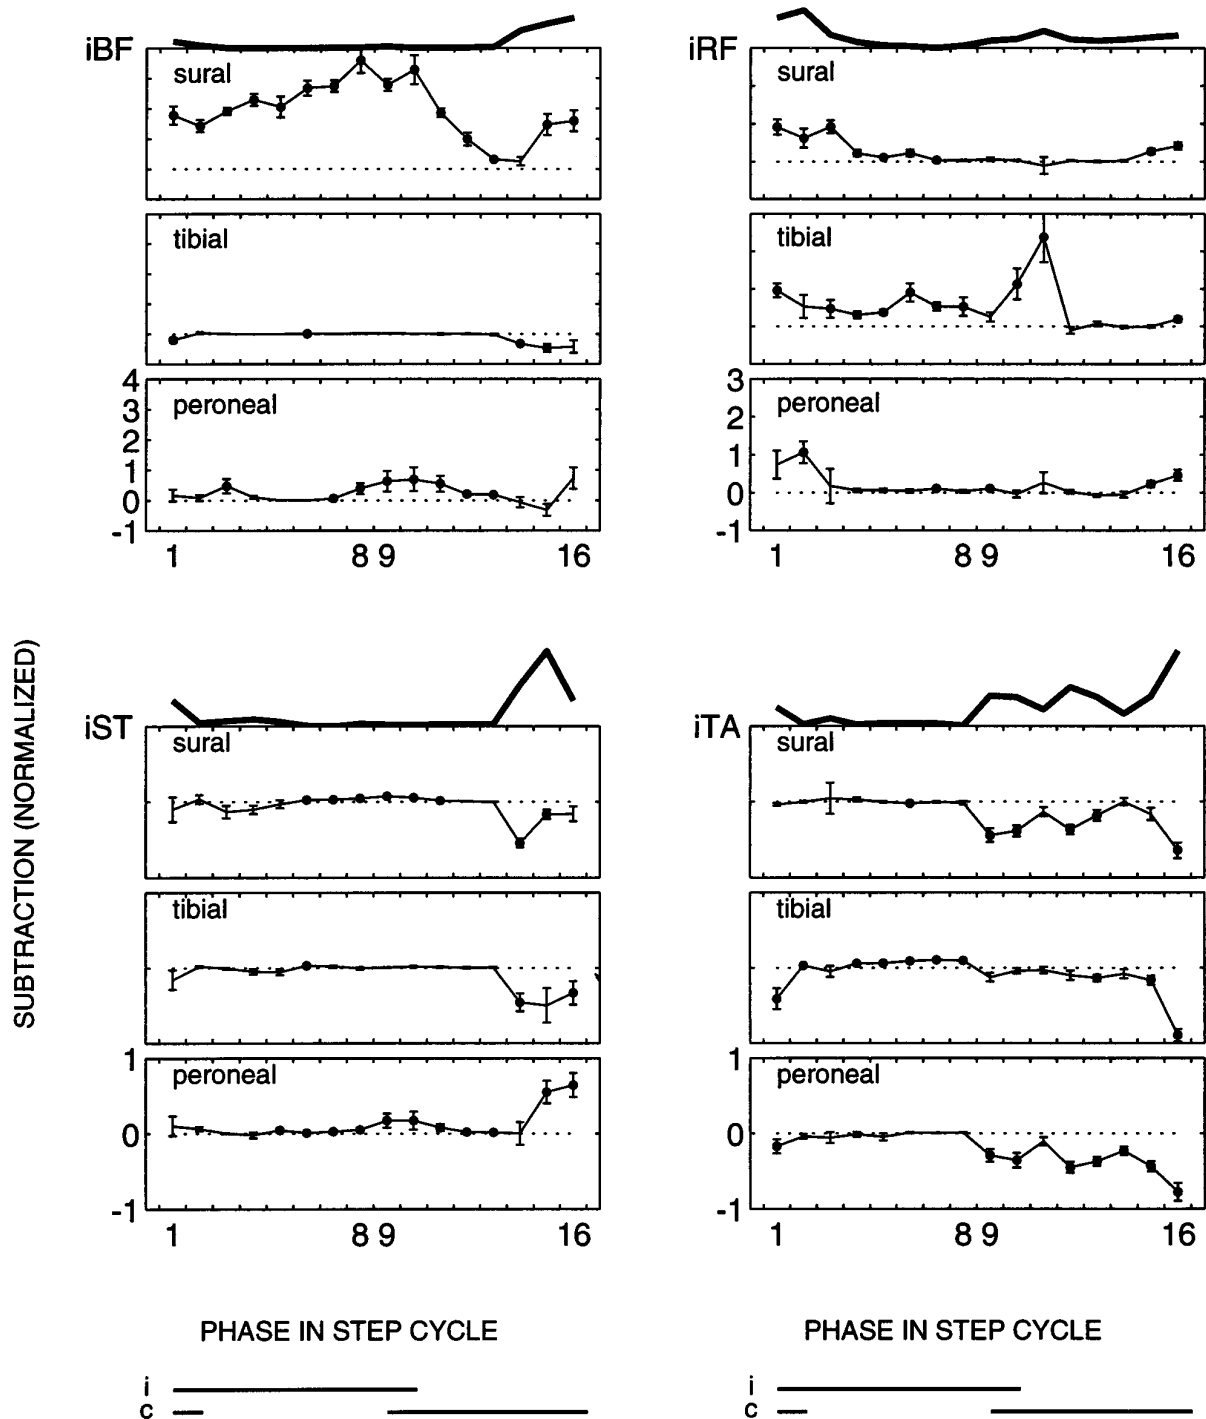 iBF
sural
tibial
peroneal
4
3
2
1
0
-1
1 8 9 16
iRF
sural
tibial
peroneal
3
2
1
0
-1
1 8 9 16
SUBTRACTION (NORMALIZED)
iST
sural
tibial
peroneal
1
0
-1
1 8 9 16
iTA
sural
tibial
peroneal
1
0
-1
1 8 9 16
PHASE IN STEP CYCLE
PHASE IN STEP CYCLE
i
c
i
c